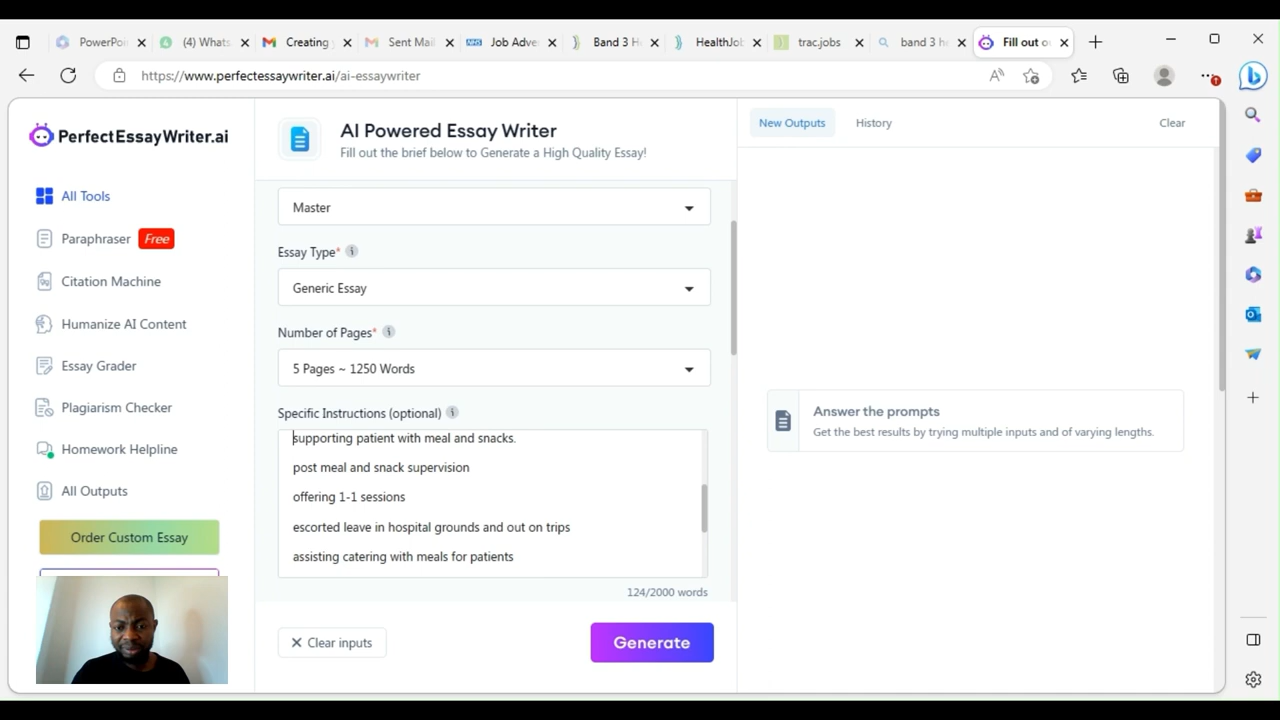 PowerPoi
(4) Whats
Creating
Sent Mail
NHS
Job Adve
Band 3 H
HealthJob
trac.jobs
band 3 h
Fill out o
https://www.perfectessaywriter.ai/ai-essaywriter
PerfectEssayWriter.ai
All Tools
Paraphraser Free
Citation Machine
Humanize AI Content
Essay Grader
Plagiarism Checker
Homework Helpline
All Outputs
Order Custom Essay
AI Powered Essay Writer
Fill out the brief below to Generate a High Quality Essay!
Master
Essay Type*
Generic Essay
Number of Pages*
5 Pages ~ 1250 Words
Specific Instructions (optional)
supporting patient with meal and snacks.
post meal and snack supervision
offering 1-1 sessions
escorted leave in hospital grounds and out on trips
assisting catering with meals for patients
124/2000 words
Clear inputs
Generate
New Outputs
History
Clear
Answer the prompts
Get the best results by trying multiple inputs and of varying lengths.